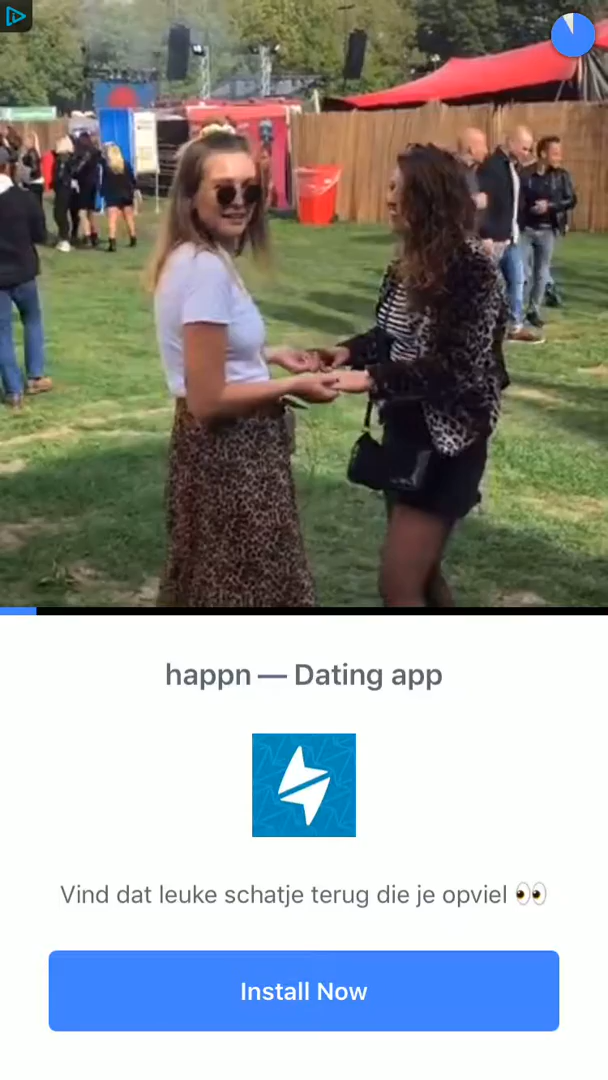 happn — Dating app
Vind dat leuke schatje terug die je opviel 👀
Install Now